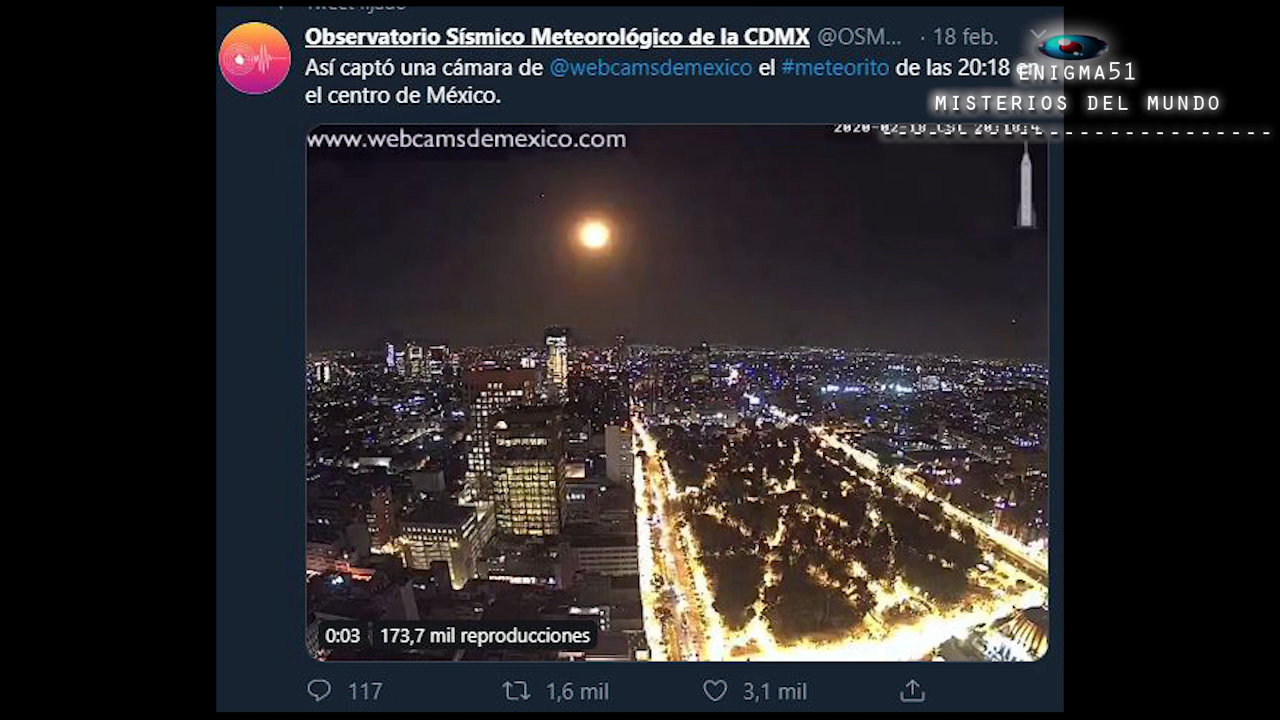 Tweet fijado
Observatorio Sísmico Meteorológico de la CDMX @OSM... · 18 feb.
Así captó una cámara de @webcamsdemexico el #meteorito de las 20:18 en
el centro de México.
ENIGMA51
MISTERIOS DEL MUNDO
www.webcamsdemexico.com
0:03 173,7 mil reproducciones
117 1,6 mil 3,1 mil